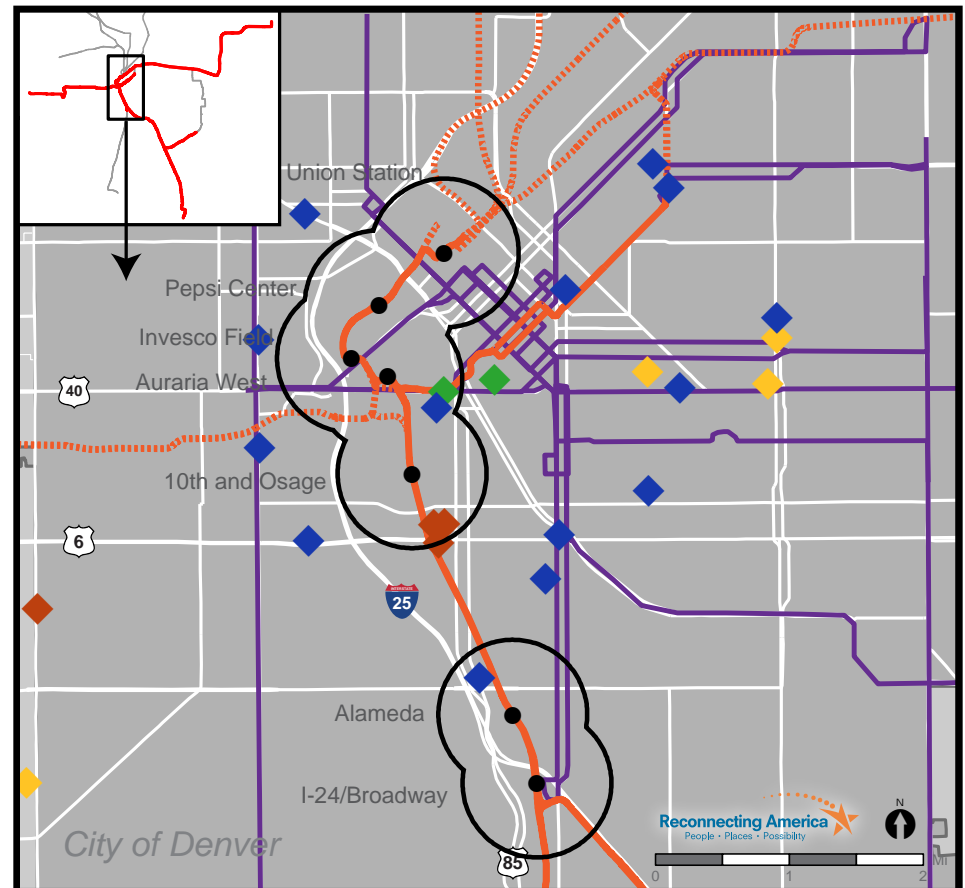 Union Station
Pepsi Center
Invesco Field
Auraria West
40
10th and Osage
6
INTERSTATE
25
Alameda
I-24/Broadway
Reconnecting America
People • Places • Possibility
N
City of Denver
85
MI
0 1 2